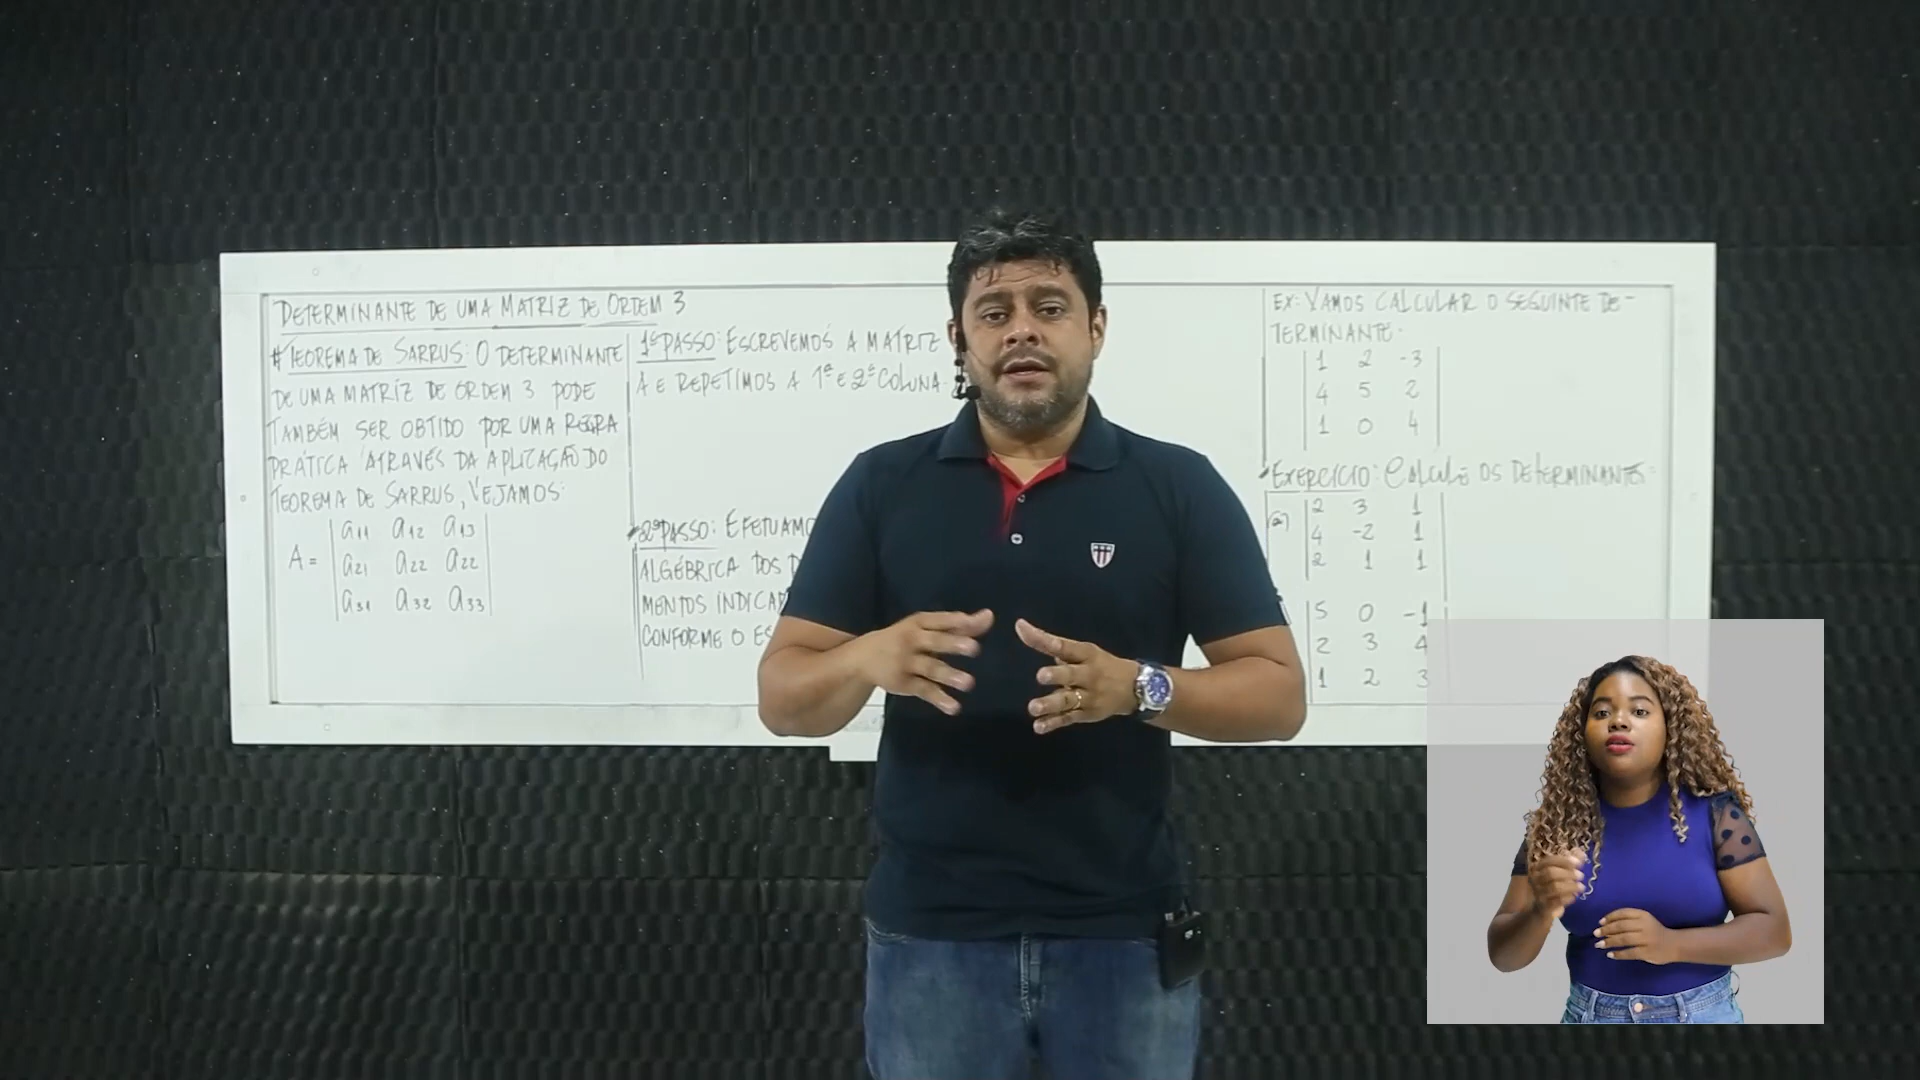 DETERMINANTE DE UMA MATRIZ DE ORDEM 3
# TEOREMA DE SARRUS: O DETERMINANTE
DE UMA MATRIZ DE ORDEM 3 PODE
TAMBÉM SER OBTIDO POR UMA REGRA
PRÁTICA ATRAVÉS DA APLICAÇÃO DO
TEOREMA DE SARRUS, VEJAMOS:
a11 a12 a13
A = a21 a22 a22
a31 a32 a33
1º PASSO: ESCREVEMOS A MATRIZ
A E REPETIMOS A 1ª E 2ª COLUNA.
2º PASSO: EFETUAMO
ALGÉBRICA DOS
MENTOS INDICAD
CONFORME O ES
EX: VAMOS CALCULAR O SEGUINTE DE-
TERMINANTE.
1 2 -3
4 5 2
1 0 4
EXERCÍCIO: CALCULE OS DETERMINANTES:
a) 2 3 1
4 -2 1
2 1 1
5 0 -1
2 3 4
1 2 3